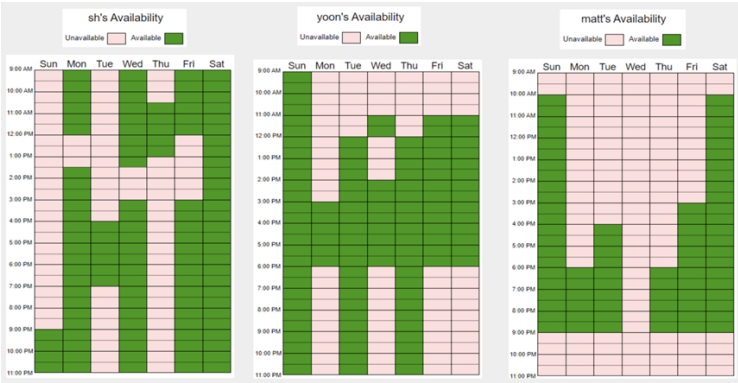 sh's Availability
Unavailable Available
Sun Mon Tue Wed Thu Fri Sat
9:00 AM
10:00 AM
11:00 AM
12:00 PM
1:00 PM
2:00 PM
3:00 PM
4:00 PM
5:00 PM
6:00 PM
7:00 PM
8:00 PM
9:00 PM
10:00 PM
11:00 PM
yoon's Availability
Unavailable Available
Sun Mon Tue Wed Thu Fri Sat
9:00 AM
10:00 AM
11:00 AM
12:00 PM
1:00 PM
2:00 PM
3:00 PM
4:00 PM
5:00 PM
6:00 PM
7:00 PM
8:00 PM
9:00 PM
10:00 PM
11:00 PM
matt's Availability
Unavailable Available
Sun Mon Tue Wed Thu Fri Sat
9:00 AM
10:00 AM
11:00 AM
12:00 PM
1:00 PM
2:00 PM
3:00 PM
4:00 PM
5:00 PM
6:00 PM
7:00 PM
8:00 PM
9:00 PM
10:00 PM
11:00 PM